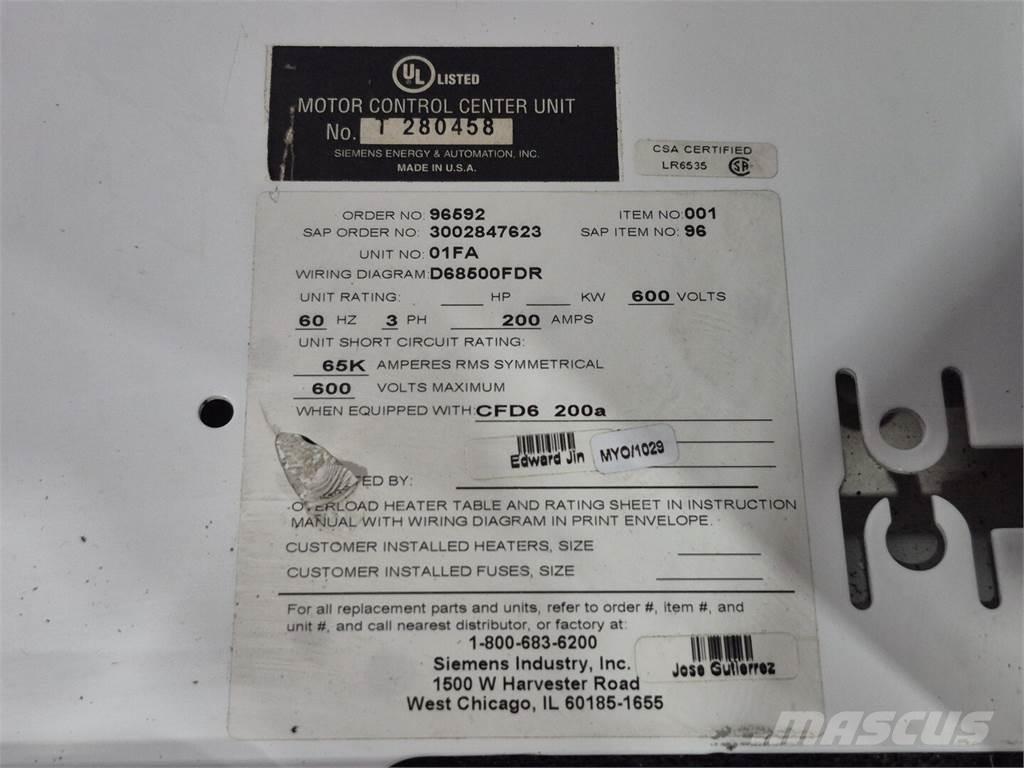 UL LISTED
MOTOR CONTROL CENTER UNIT
No. T 280458
SIEMENS ENERGY & AUTOMATION, INC.
MADE IN U.S.A.
CSA CERTIFIED
LR6535
ORDER NO: 96592 ITEM NO: 001
SAP ORDER NO: 3002847623 SAP ITEM NO: 96
UNIT NO: 01FA
WIRING DIAGRAM: D68500FDR
UNIT RATING: ____ HP ____ KW 600 VOLTS
60 HZ 3 PH 200 AMPS
UNIT SHORT CIRCUIT RATING:
65K AMPERES RMS SYMMETRICAL
600 VOLTS MAXIMUM
WHEN EQUIPPED WITH: CFD6 200a
Edward Jin
MYO/1029
TED BY:
OVERLOAD HEATER TABLE AND RATING SHEET IN INSTRUCTION
MANUAL WITH WIRING DIAGRAM IN PRINT ENVELOPE.
CUSTOMER INSTALLED HEATERS, SIZE
CUSTOMER INSTALLED FUSES, SIZE
For all replacement parts and units, refer to order #, item #, and
unit #, and call nearest distributor, or factory at:
1-800-683-6200
Siemens Industry, Inc.
1500 W Harvester Road
West Chicago, IL 60185-1655
Jose Gutierrez
MASCUS